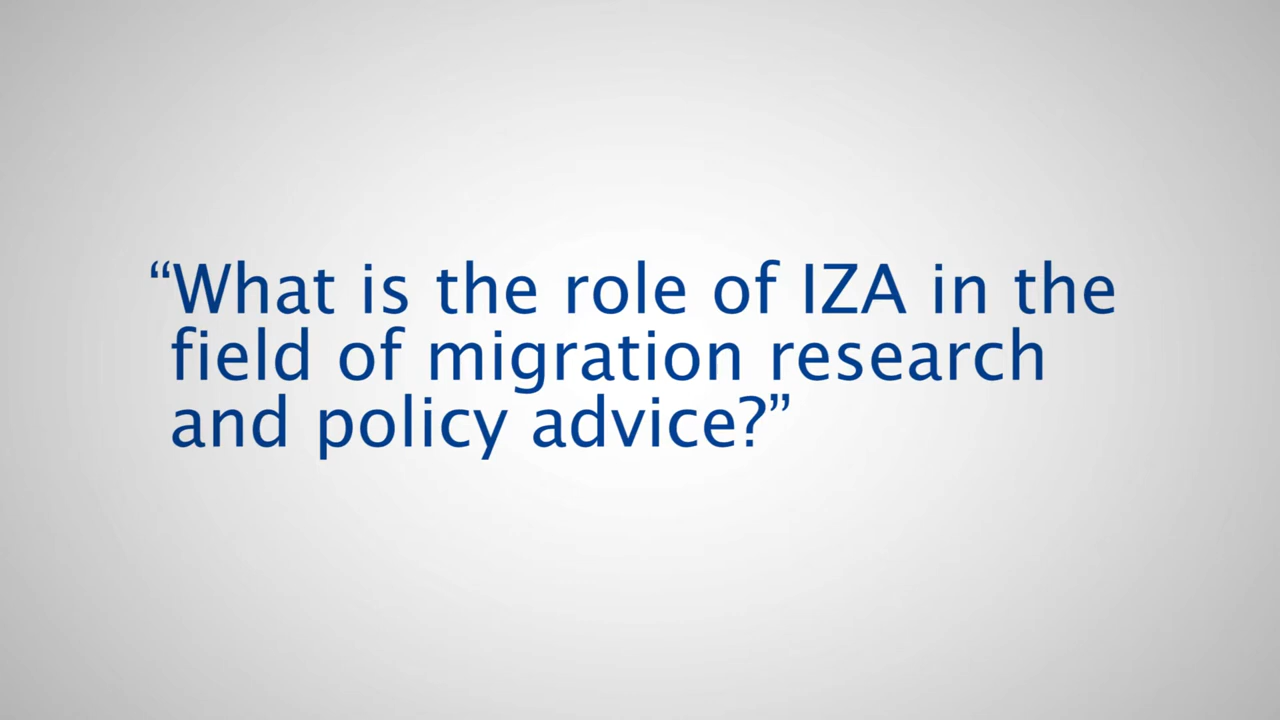 “What is the role of IZA in the
field of migration research
and policy advice?”